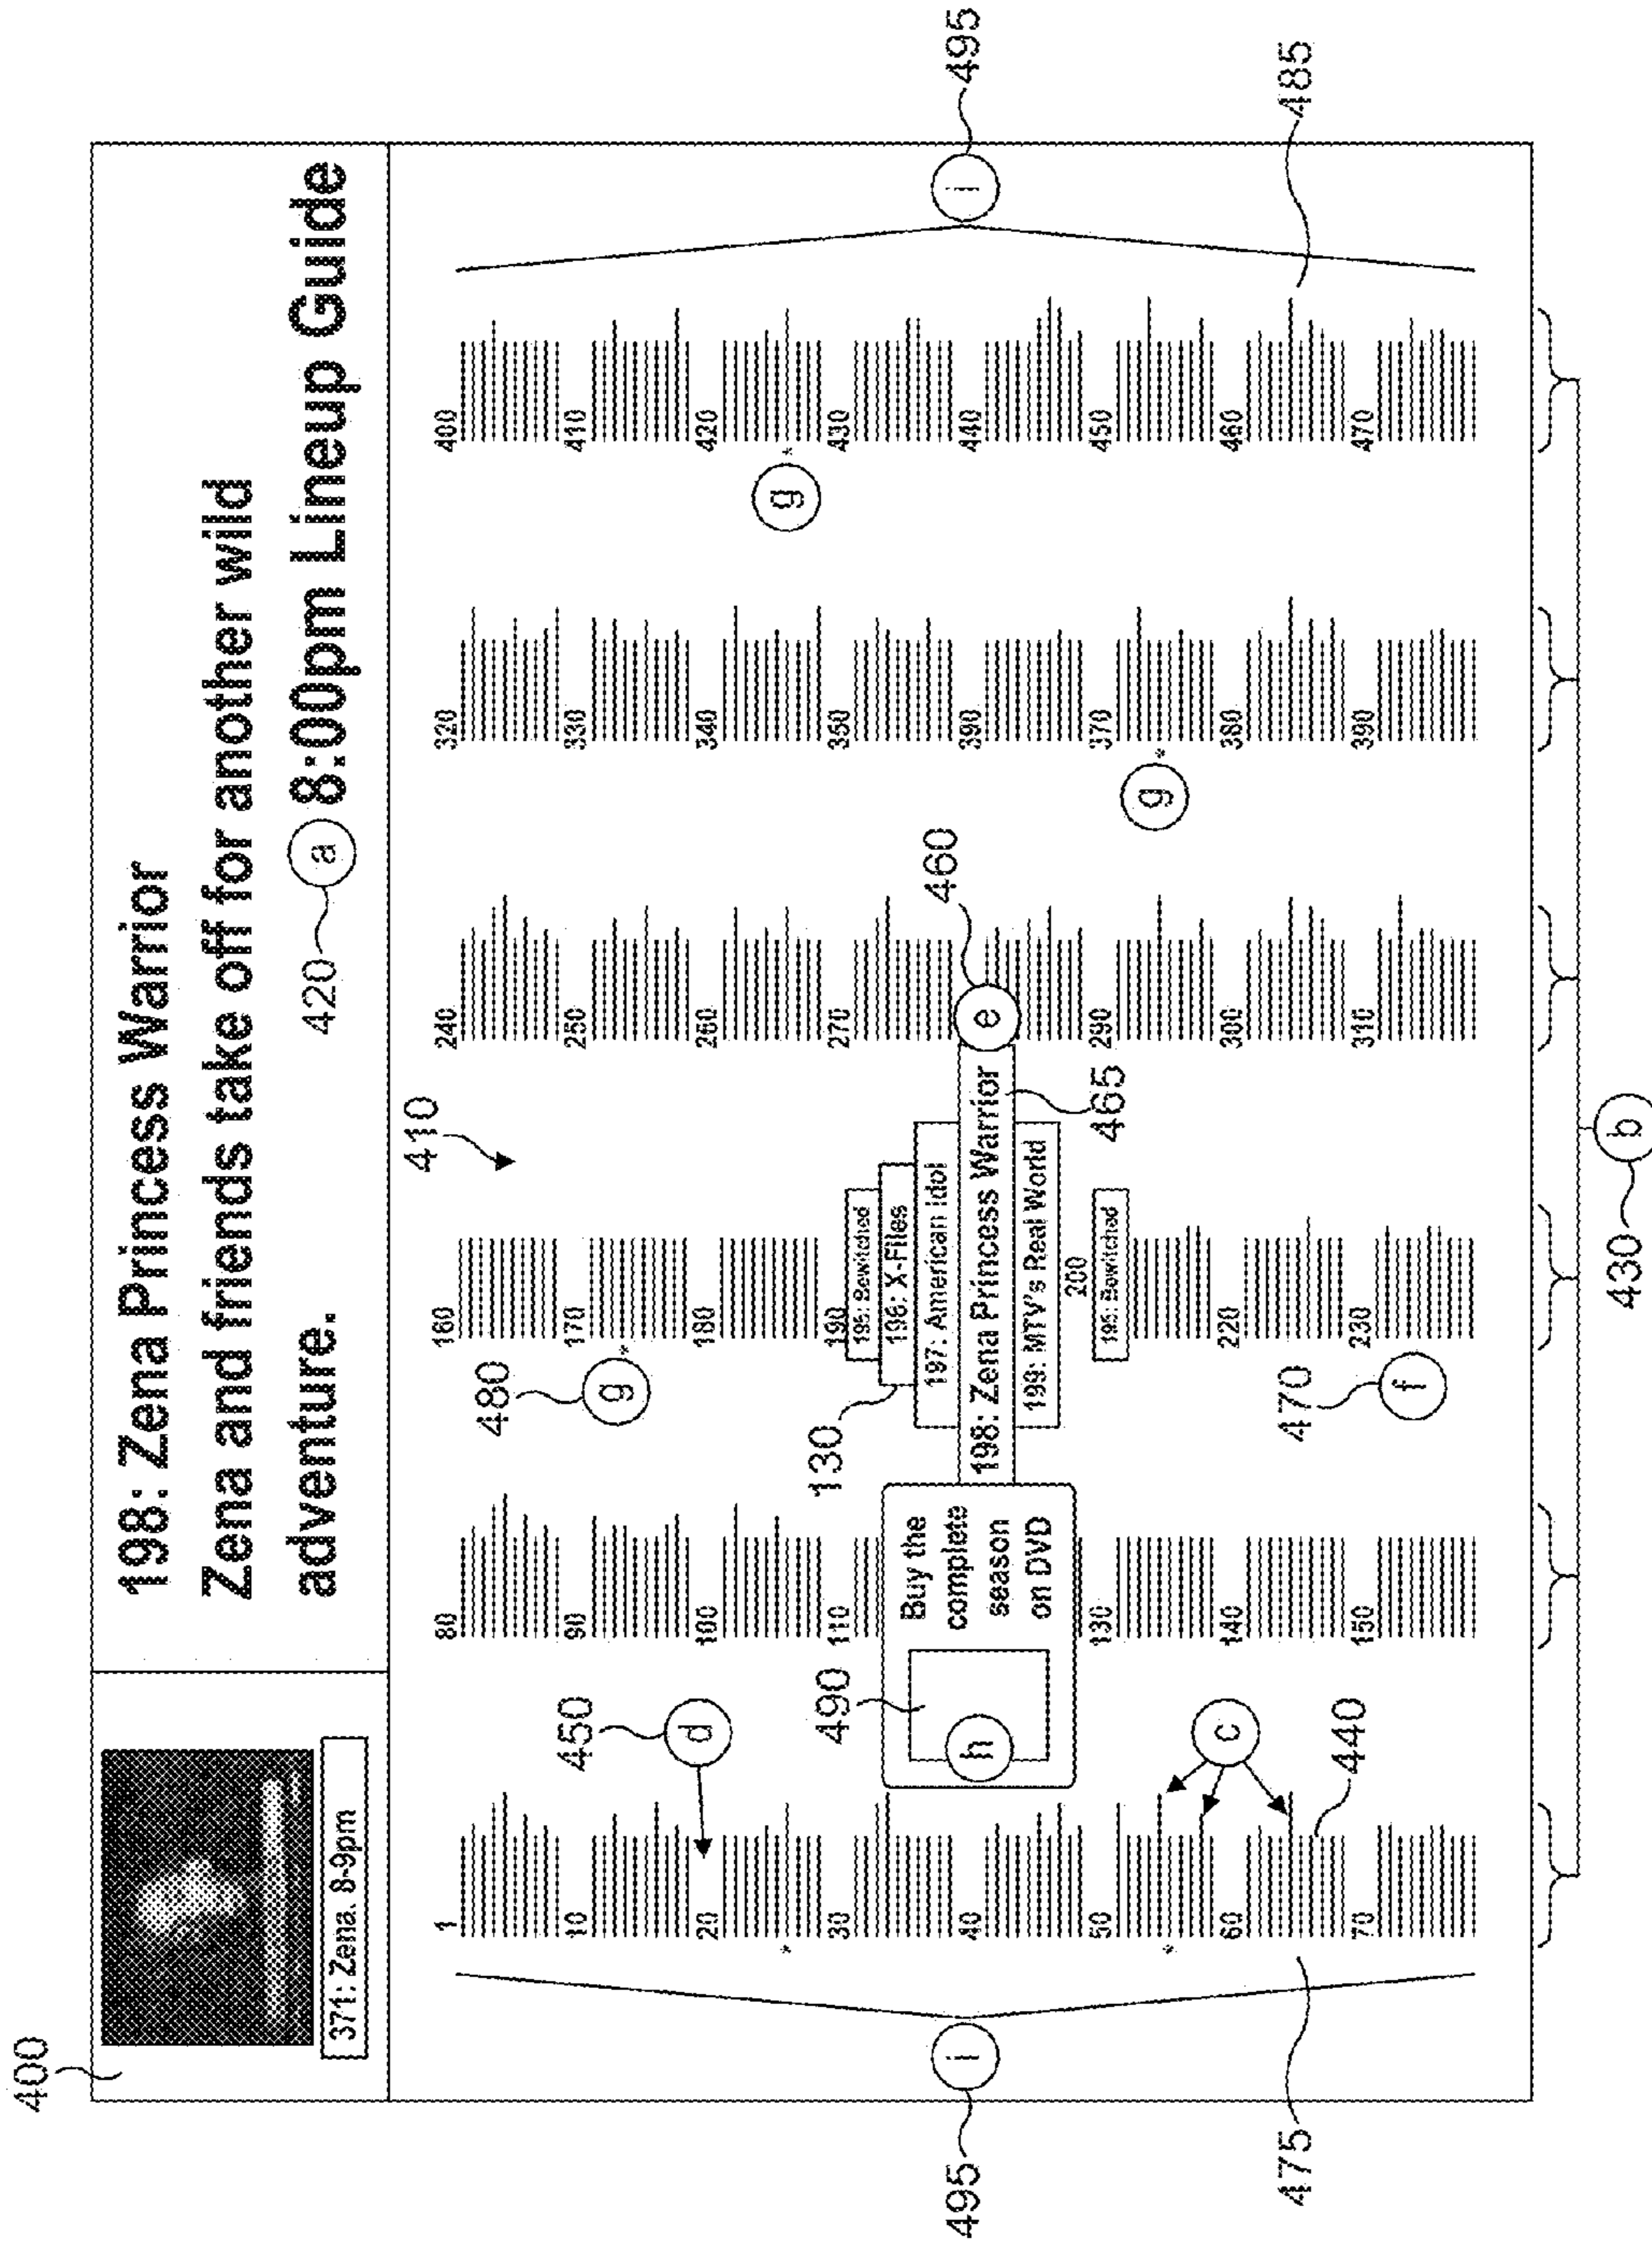 400
198: Zena Princess Warrior
Zena and friends take off for another wild
adventure.
420
a
8:00pm Lineup Guide
371: Zena. 8-9pm
410
1
10
20
30
40
50
60
70
450
d
c
440
475
80
90
100
110
130
140
150
490
h
Buy the
complete
season
on DVD
160
170
180
190
480
g
130
195: Bewitched
196: X-Files
197: American Idol
198: Zena Princess Warrior
199: MTV's Real World
200
195: Bewitched
220
230
465
470
f
e
460
240
250
260
270
290
300
310
320
330
340
350
390
370
380
390
g
400
410
420
430
440
450
460
470
g
485
i
495
i
495
b
430